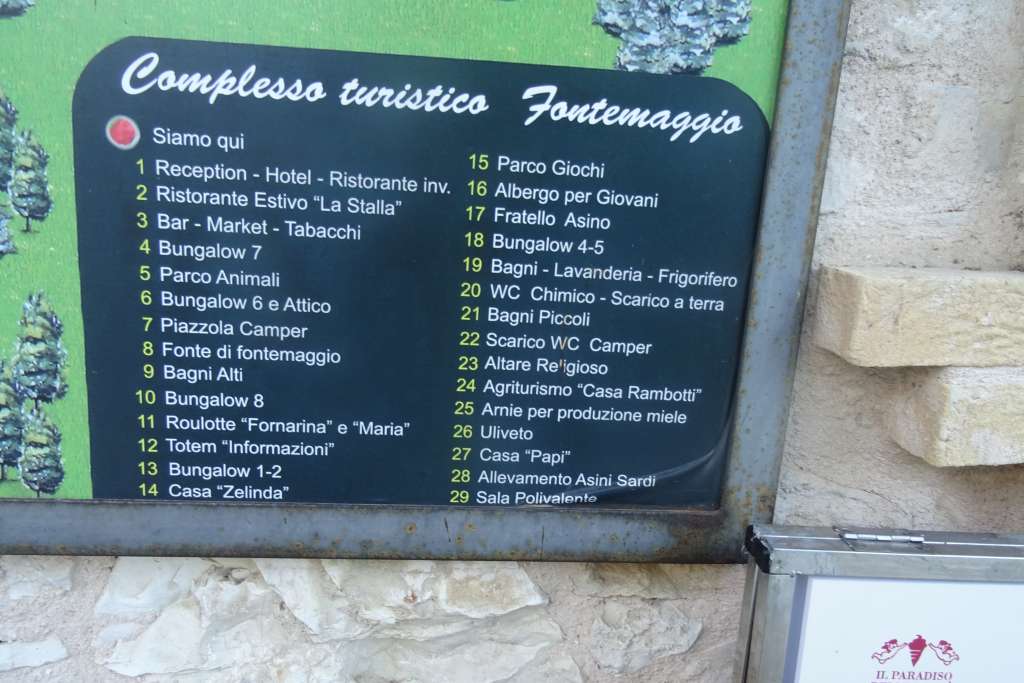 Complesso turistico Fontemaggio
Siamo qui
1 Reception - Hotel - Ristorante inv.
2 Ristorante Estivo “La Stalla”
3 Bar - Market - Tabacchi
4 Bungalow 7
5 Parco Animali
6 Bungalow 6 e Attico
7 Piazzola Camper
8 Fonte di fontemaggio
9 Bagni Alti
10 Bungalow 8
11 Roulotte “Fornarina” e “Maria”
12 Totem “Informazioni”
13 Bungalow 1-2
14 Casa “Zelinda”
15 Parco Giochi
16 Albergo per Giovani
17 Fratello Asino
18 Bungalow 4-5
19 Bagni - Lavanderia - Frigorifero
20 WC Chimico - Scarico a terra
21 Bagni Piccoli
22 Scarico WC Camper
23 Altare Religioso
24 Agriturismo “Casa Rambotti”
25 Arnie per produzione miele
26 Uliveto
27 Casa “Papi”
28 Allevamento Asini Sardi
29 Sala Polivalente
IL PARADISO